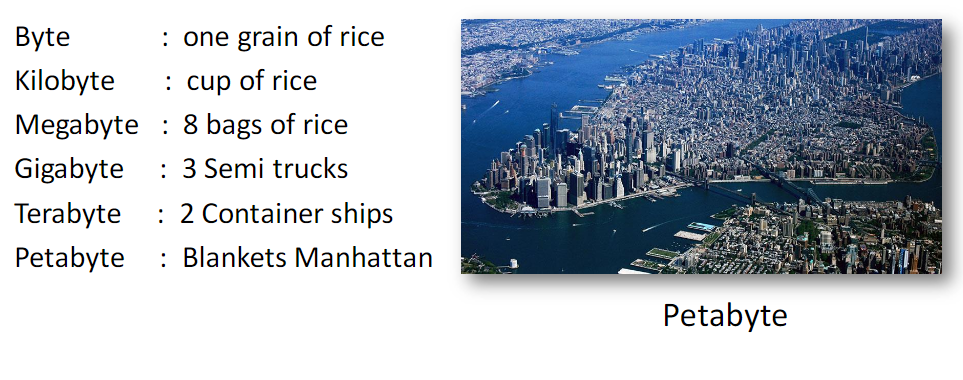 Byte : one grain of rice
Kilobyte : cup of rice
Megabyte : 8 bags of rice
Gigabyte : 3 Semi trucks
Terabyte : 2 Container ships
Petabyte : Blankets Manhattan
Petabyte